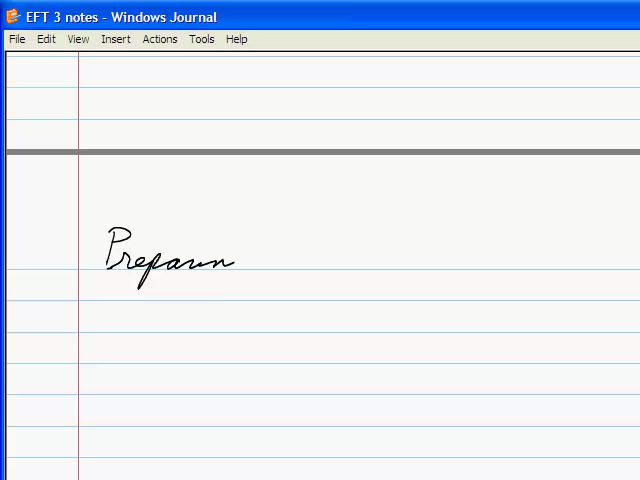 EFT 3 notes - Windows Journal
File Edit View Insert Actions Tools Help
Preparin